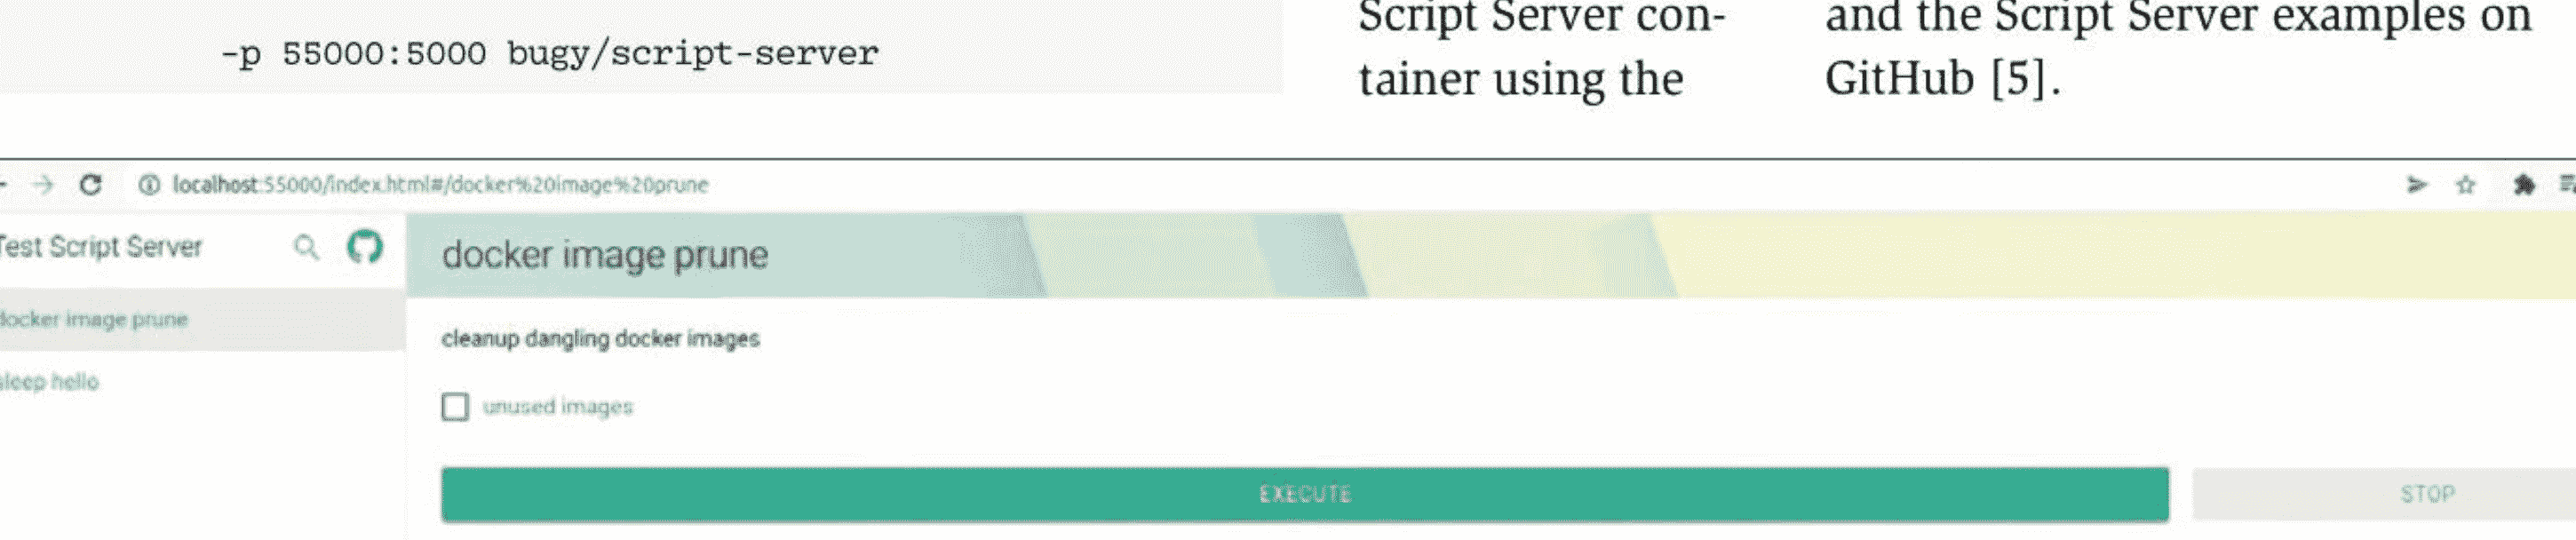 -p 55000:5000 bugy/script-server
Script Server con-
tainer using the
and the Script Server examples on
GitHub [5].
localhost:55000/index.html#/docker%20image%20prune
Test Script Server
docker image prune
docker image prune
sleep hello
cleanup dangling docker images
unused images
EXECUTE
STOP